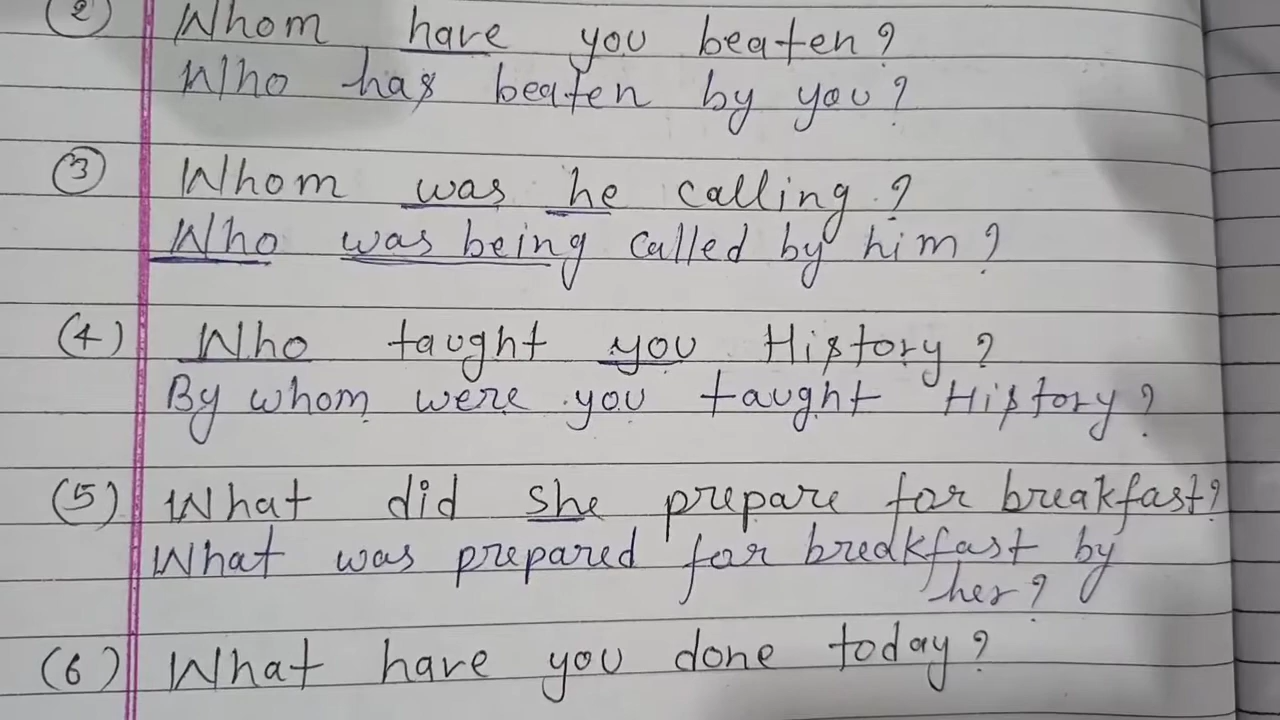 (2) Whom have you beaten?
Who has beaten by you?
(3) Whom was he calling?
Who was being called by him?
(4) Who taught you History?
By whom were you taught History?
(5) What did she prepare for breakfast?
What was prepared for breakfast by
her?
(6) What have you done today?